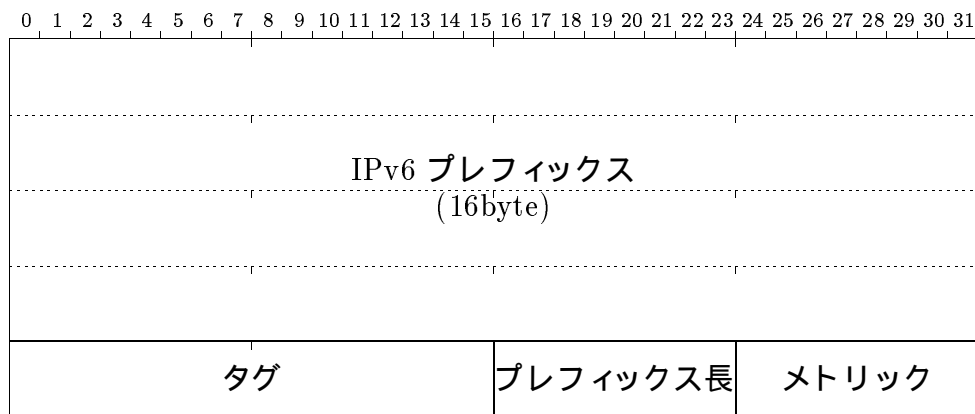 0 1 2 3 4 5 6 7 8 9 10 11 12 13 14 15 16 17 18 19 20 21 22 23 24 25 26 27 28 29 30 31
IPv6 プレフィックス
(16byte)
タグ プレフィックス長 メトリック